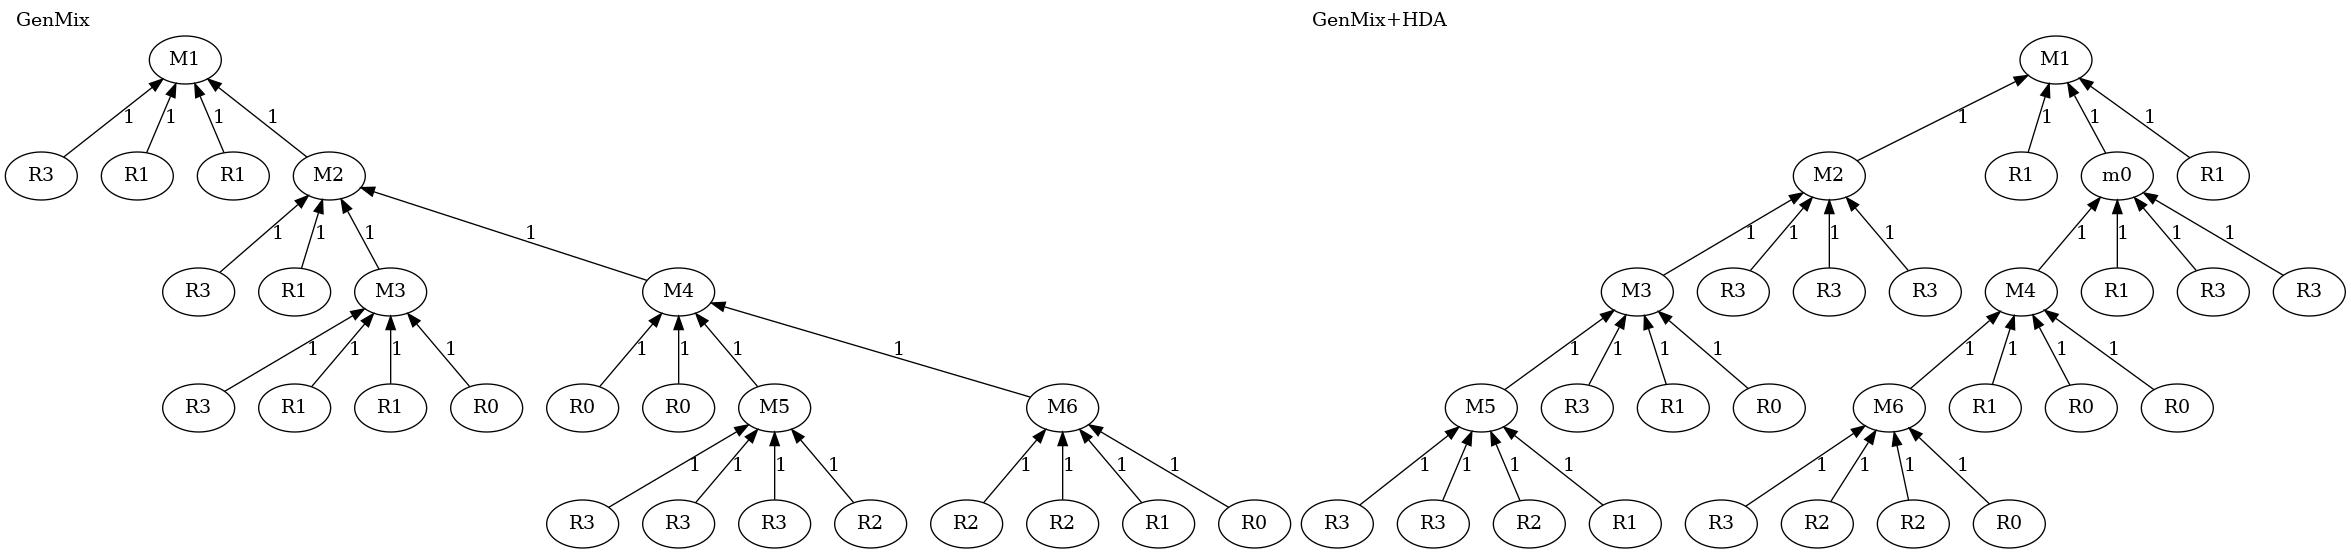 GenMix GenMix+HDA
M1 M1
1 1 1 1 1 1 1 1
R3 R1 R1 M2 M2 R1 m0 R1
1 1 1 1 1 1 1 1 1 1 1 1
R3 R1 M3 M4 M3 R3 R3 R3 M4 R1 R3 R3
1 1 1 1 1 1 1 1 1 1 1 1 1 1 1 1
R3 R1 R1 R0 R0 R0 M5 M6 M5 R3 R1 R0 M6 R1 R0 R0
1 1 1 1 1 1 1 1 1 1 1 1 1 1 1 1
R3 R3 R3 R2 R2 R2 R1 R0 R3 R3 R2 R1 R3 R2 R2 R0